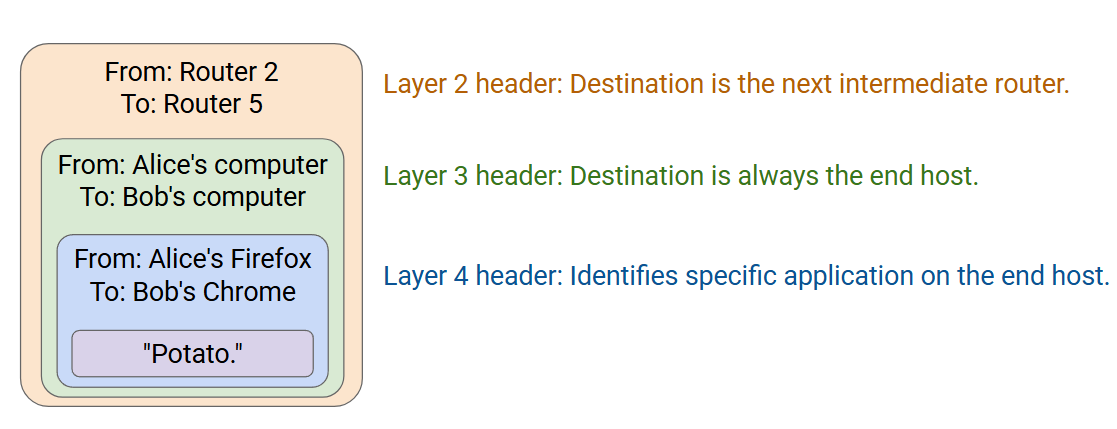 From: Router 2
To: Router 5
Layer 2 header: Destination is the next intermediate router.
From: Alice's computer
To: Bob's computer
Layer 3 header: Destination is always the end host.
From: Alice's Firefox
To: Bob's Chrome
Layer 4 header: Identifies specific application on the end host.
"Potato."